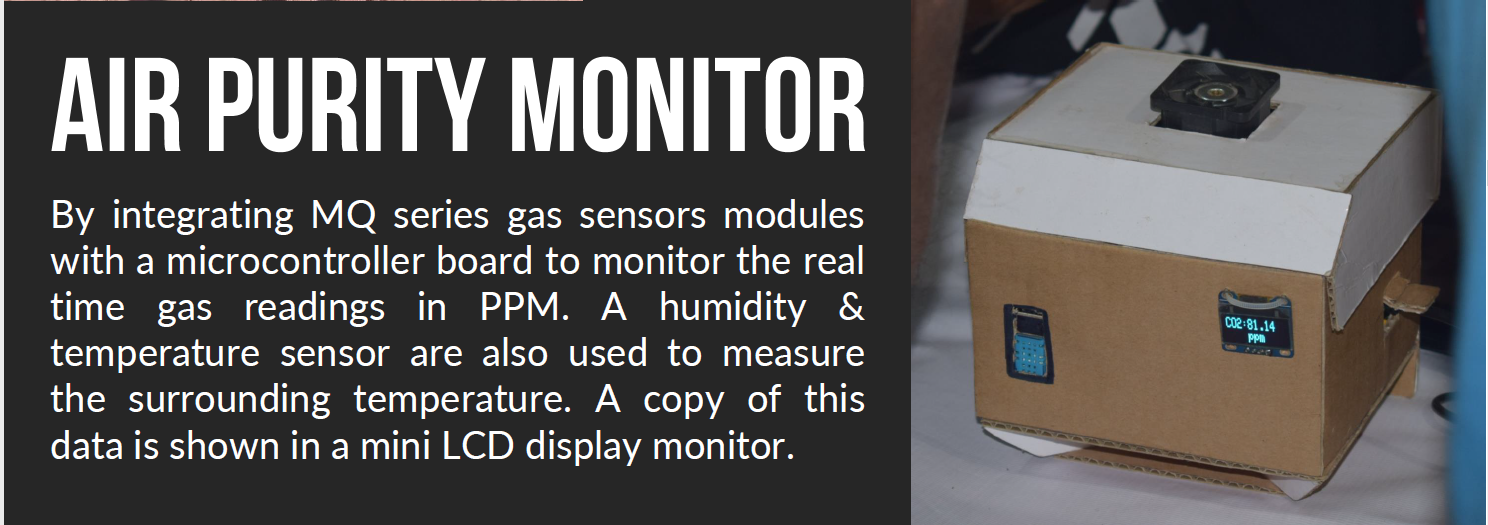 AIR PURITY MONITOR
By integrating MQ series gas sensors modules
with a microcontroller board to monitor the real
time gas readings in PPM. A humidity &
temperature sensor are also used to measure
the surrounding temperature. A copy of this
data is shown in a mini LCD display monitor.
CO2:81.14
ppm